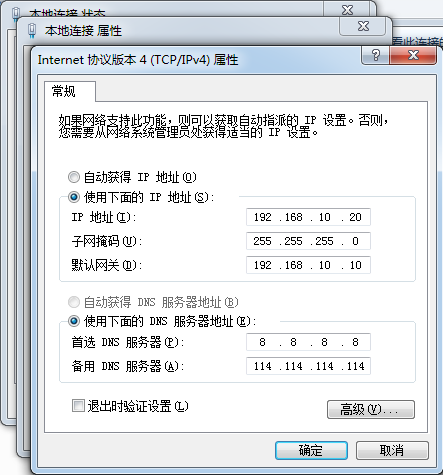 本地连接 状态
本地连接 属性
看此连接的
Internet 协议版本 4 (TCP/IPv4) 属性
常规
如果网络支持此功能，则可以获取自动指派的 IP 设置。否则，
您需要从网络系统管理员处获得适当的 IP 设置。
自动获得 IP 地址(O)
使用下面的 IP 地址(S):
IP 地址(I): 192 .168 . 10 . 20
子网掩码(U): 255 .255 .255 . 0
默认网关(D): 192 .168 . 10 . 10
自动获得 DNS 服务器地址(B)
使用下面的 DNS 服务器地址(E):
首选 DNS 服务器(P): 8 . 8 . 8 . 8
备用 DNS 服务器(A): 114 .114 .114 .114
退出时验证设置(L)
高级(V)...
确定 取消